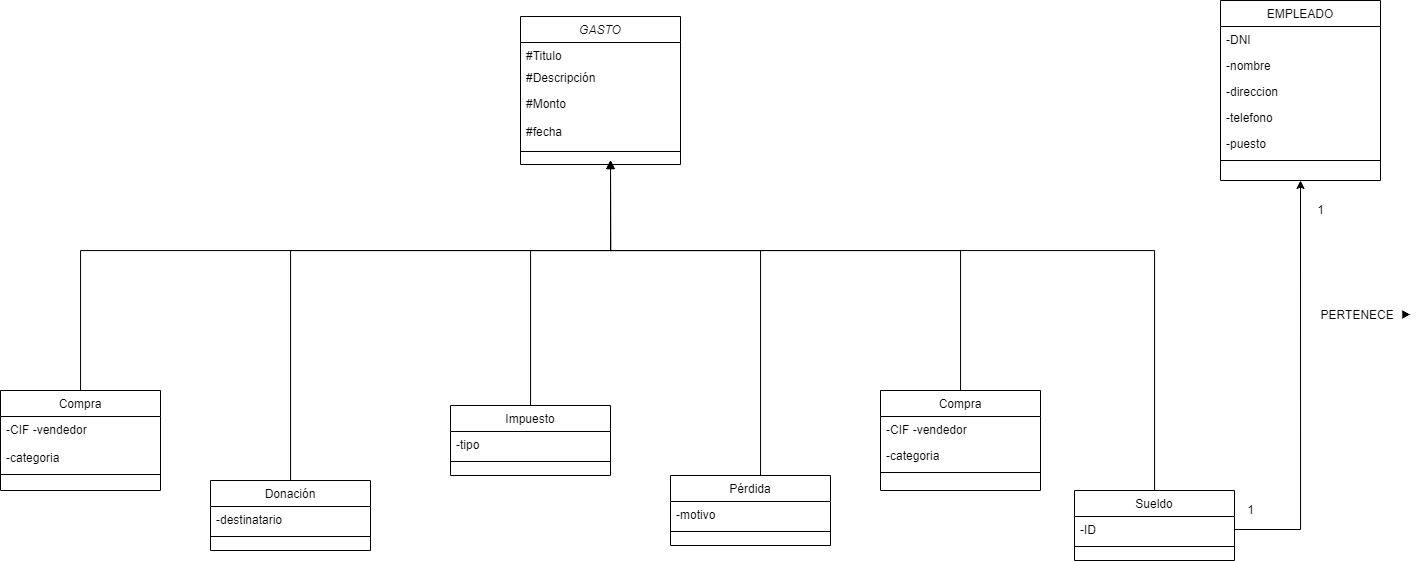 GASTO
#Titulo
#Descripción
#Monto
#fecha
EMPLEADO
-DNI
-nombre
-direccion
-telefono
-puesto
1
PERTENECE
Compra
-CIF -vendedor
-categoria
Donación
-destinatario
Impuesto
-tipo
Pérdida
-motivo
Compra
-CIF -vendedor
-categoria
Sueldo
-ID
1